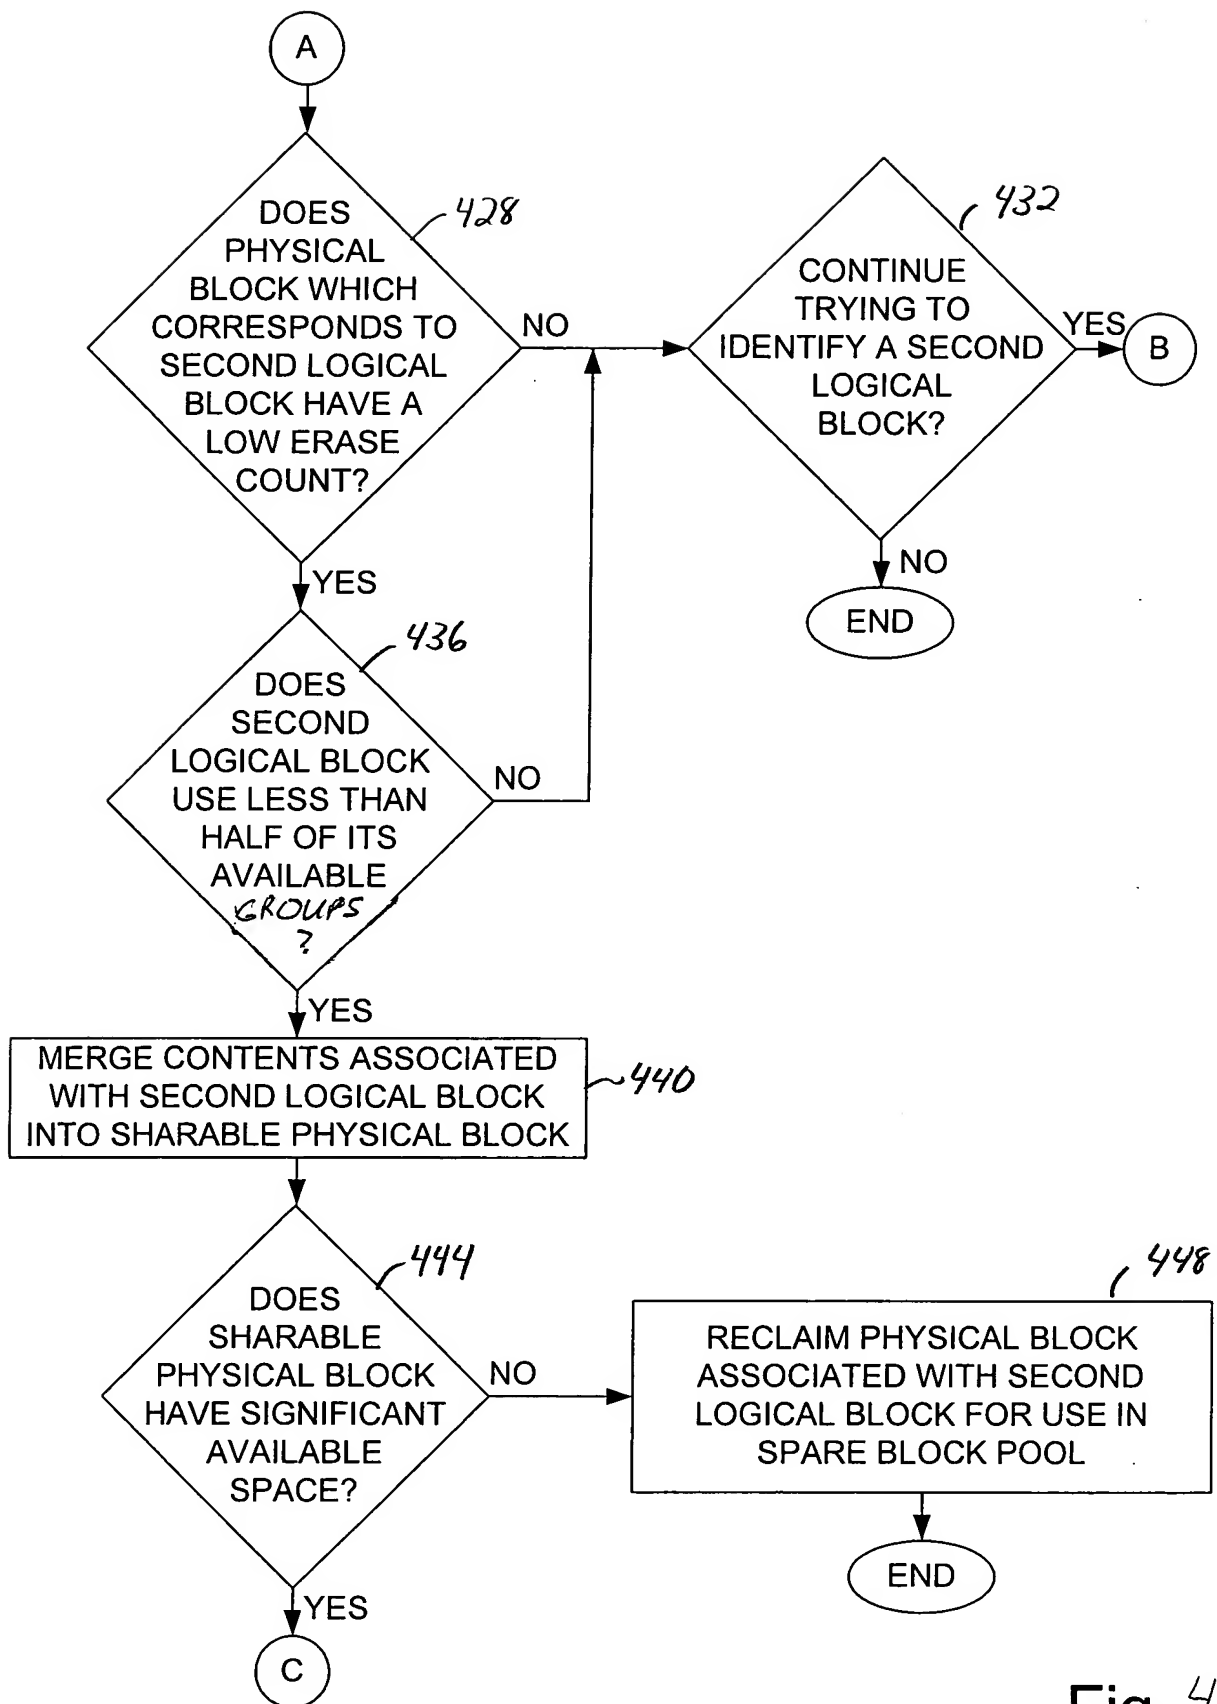 A
DOES
PHYSICAL
BLOCK WHICH
CORRESPONDS TO
SECOND LOGICAL
BLOCK HAVE A
LOW ERASE
COUNT?
428
NO
YES
432
CONTINUE
TRYING TO
IDENTIFY A SECOND
LOGICAL
BLOCK?
YES
B
NO
END
436
DOES
SECOND
LOGICAL BLOCK
USE LESS THAN
HALF OF ITS
AVAILABLE
GROUPS
?
NO
YES
MERGE CONTENTS ASSOCIATED
WITH SECOND LOGICAL BLOCK
INTO SHARABLE PHYSICAL BLOCK
440
444
DOES
SHARABLE
PHYSICAL BLOCK
HAVE SIGNIFICANT
AVAILABLE
SPACE?
NO
YES
C
448
RECLAIM PHYSICAL BLOCK
ASSOCIATED WITH SECOND
LOGICAL BLOCK FOR USE IN
SPARE BLOCK POOL
END
Fig. 4